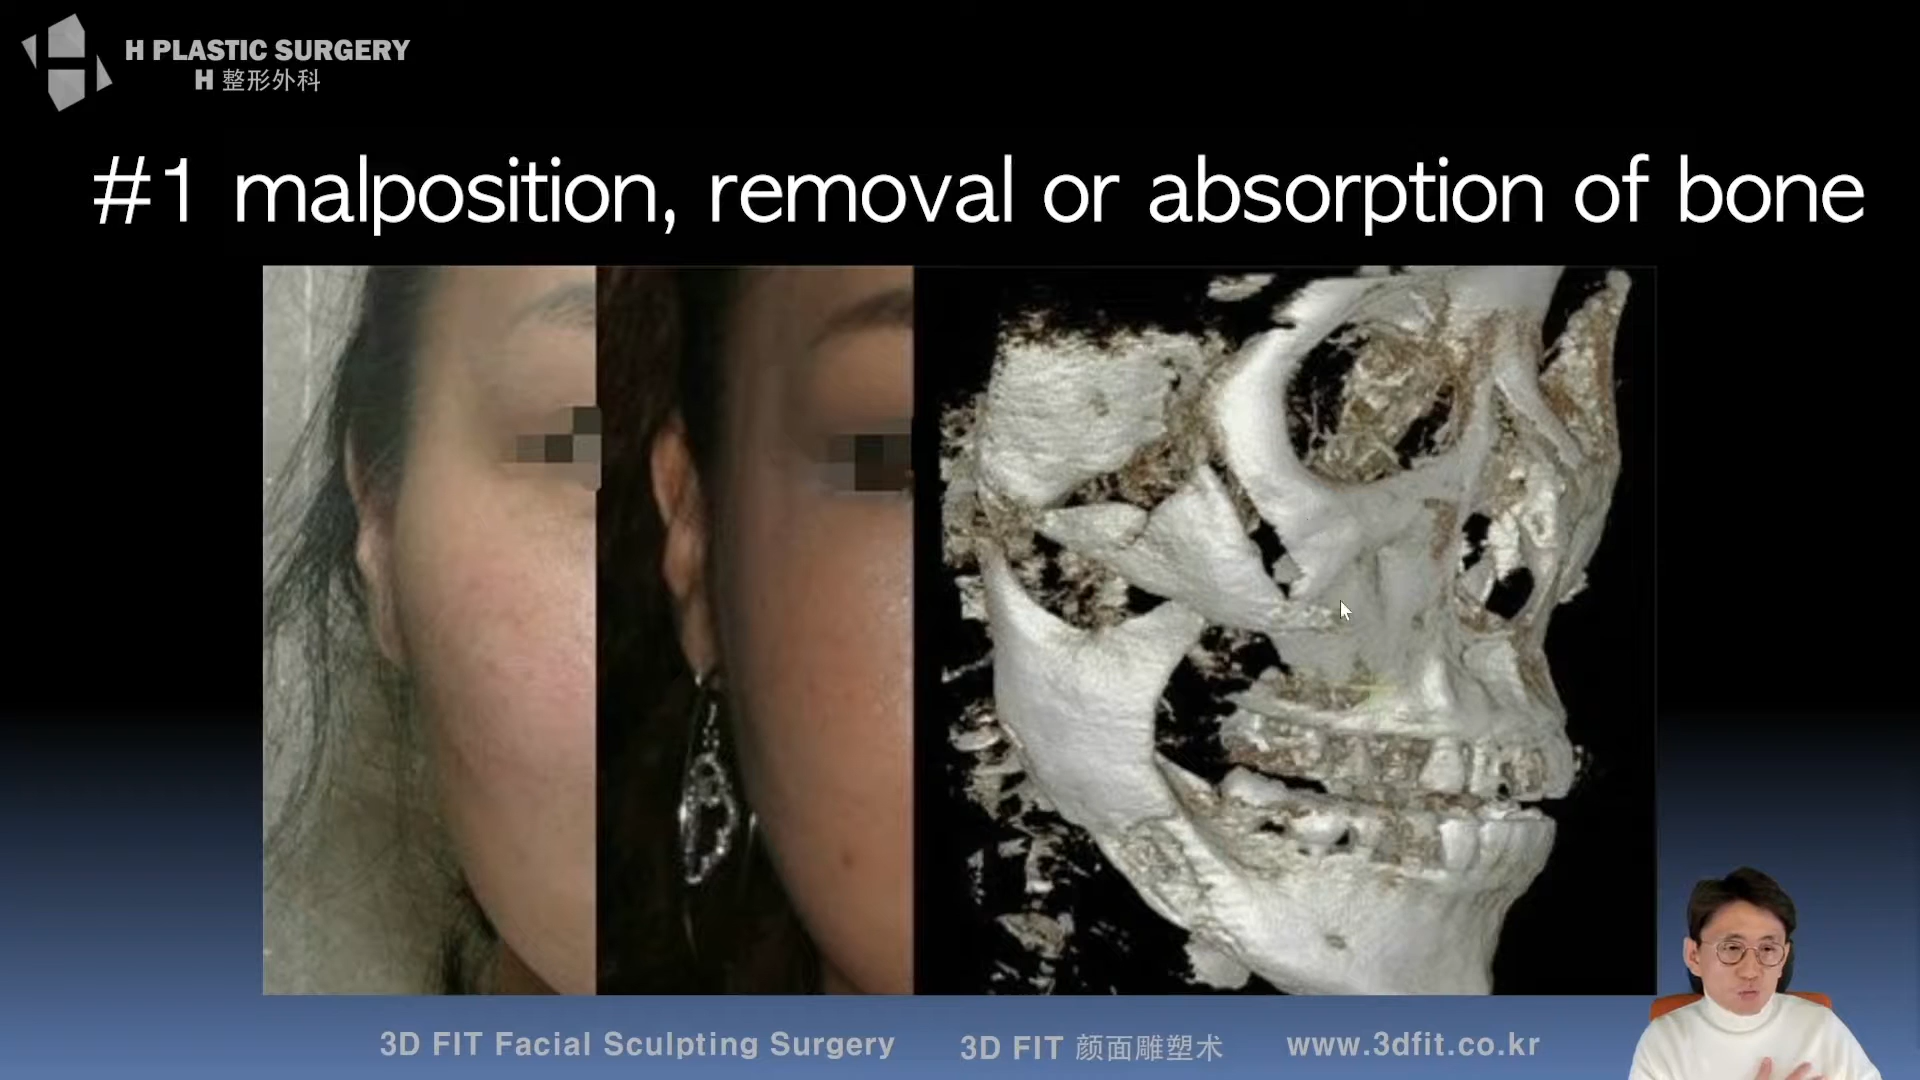 H PLASTIC SURGERY
H 整形外科
#1 malposition, removal or absorption of bone
3D FIT Facial Sculpting Surgery 3D FIT 颜面雕塑术 www.3dfit.co.kr